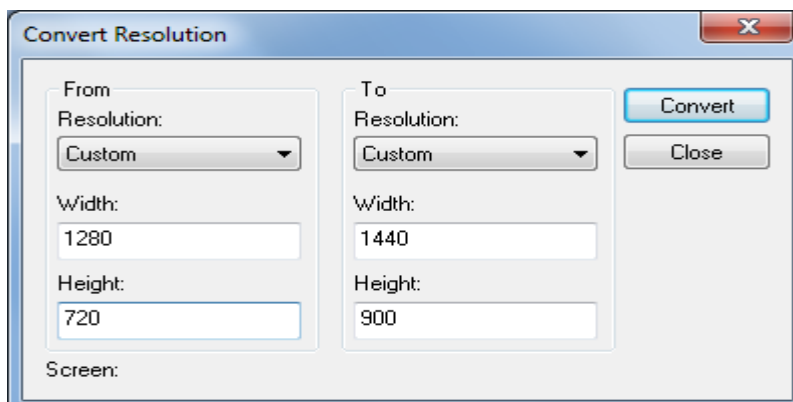 Convert Resolution
From
Resolution:
Custom
Width:
1280
Height:
720
To
Resolution:
Custom
Width:
1440
Height:
900
Convert
Close
Screen: